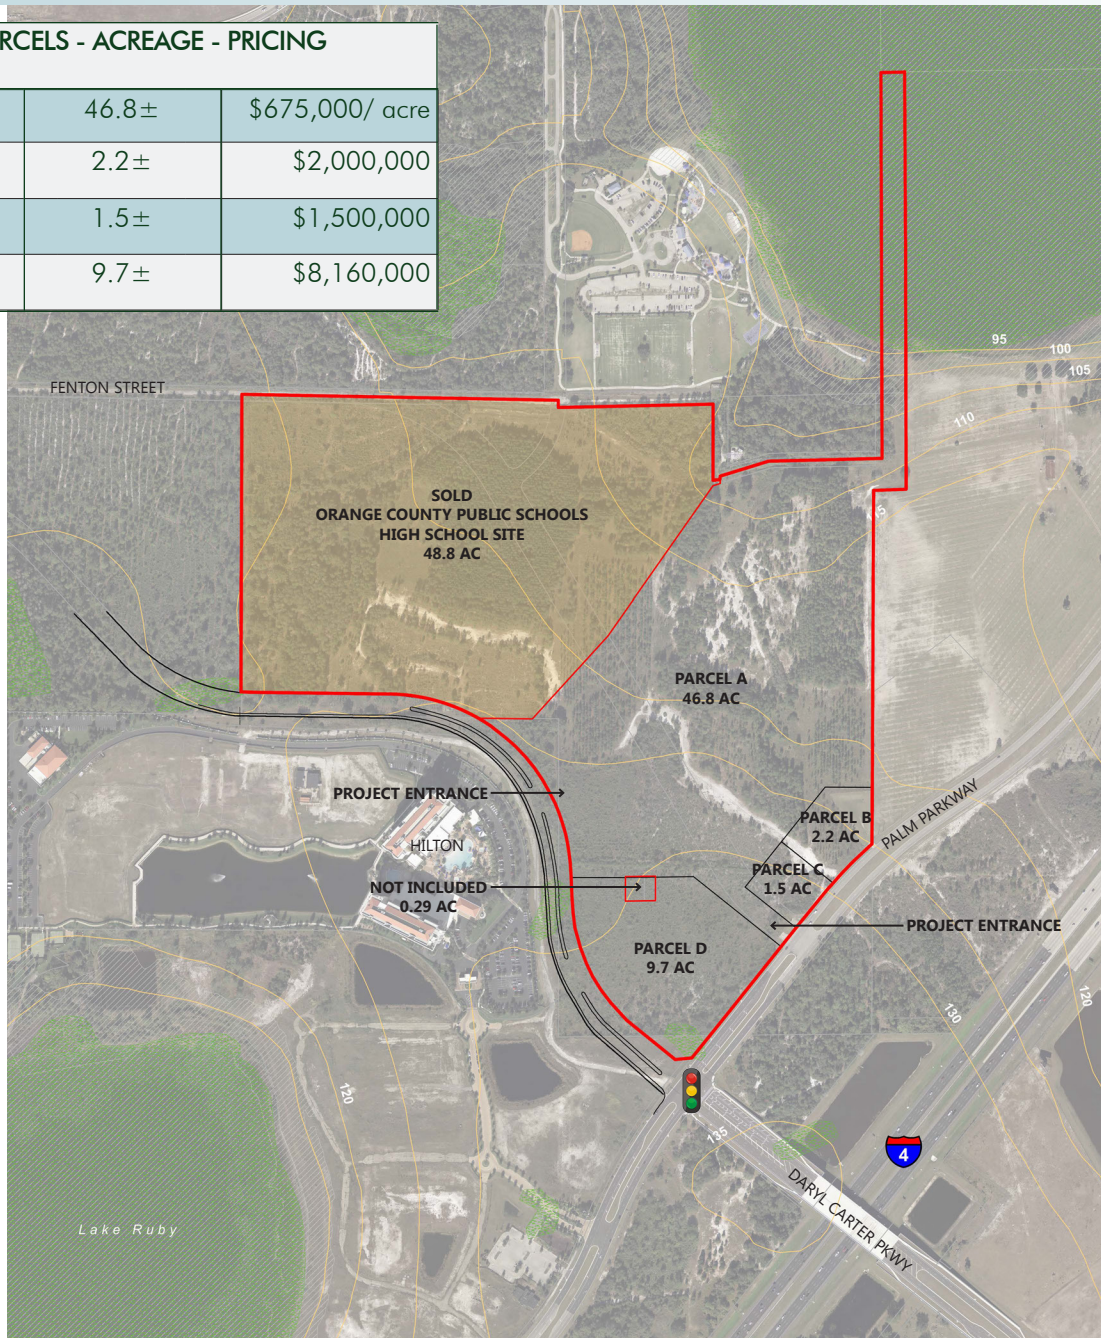 RCELS - ACREAGE - PRICING
46.8± $675,000/ acre
2.2± $2,000,000
1.5± $1,500,000
9.7± $8,160,000
95
100
105
FENTON STREET
110
SOLD
ORANGE COUNTY PUBLIC SCHOOLS
HIGH SCHOOL SITE
48.8 AC
PARCEL A
46.8 AC
PROJECT ENTRANCE
PALM PARKWAY
PARCEL B
2.2 AC
HILTON
PARCEL C
1.5 AC
NOT INCLUDED
0.29 AC
PROJECT ENTRANCE
PARCEL D
9.7 AC
120
130
120
135
4
DARYL CARTER PKWY
Lake Ruby